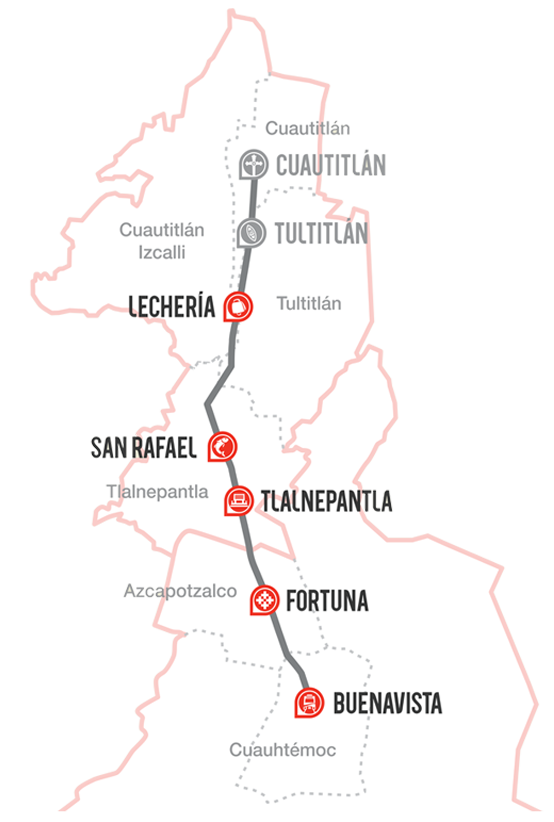 Cuautitlán
CUAUTITLÁN
Cuautitlán
Izcalli
TULTITLÁN
LECHERÍA
Tultitlán
SAN RAFAEL
Tlalnepantla
TLALNEPANTLA
Azcapotzalco
FORTUNA
BUENAVISTA
Cuauhtémoc